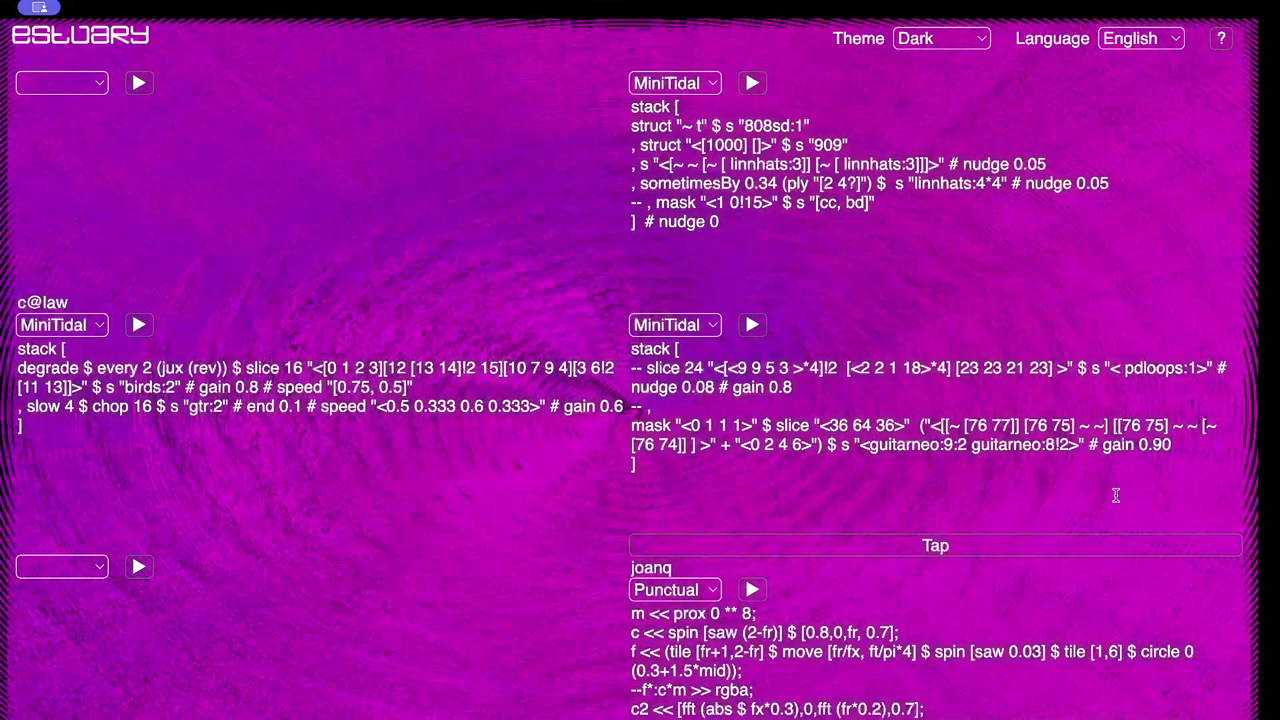 estuary
Theme Dark Language English ?
MiniTidal
stack [
struct "~ t" $ s "808sd:1"
, struct "<[1000] []>" $ s "909"
, s "<[~ ~ [~ [ linnhats:3]] [~ [ linnhats:3]]]>" # nudge 0.05
, sometimesBy 0.34 (ply "[2 4?]") $  s "linnhats:4*4" # nudge 0.05
-- , mask "<1 0!15>" $ s "[cc, bd]"
]  # nudge 0
c@law
MiniTidal
stack [
degrade $ every 2 (jux (rev)) $ slice 16 "<[0 1 2 3][12 [13 14]!2 15][10 7 9 4][3 6!2
[11 13]]>" $ s "birds:2" # gain 0.8 # speed "[0.75, 0.5]"
, slow 4 $ chop 16 $ s "gtr:2" # end 0.1 # speed "<0.5 0.333 0.6 0.333>" # gain 0.6
]
MiniTidal
stack [
-- slice 24 "<[<9 9 5 3 >*4]!2  [<2 2 1 18>*4] [23 23 21 23] >" $ s "< pdloops:1>" #
nudge 0.08 # gain 0.8
-- ,
mask "<0 1 1 1>" $ slice "<36 64 36>"  ("<[[~ [76 77]] [76 75] ~ ~] [[76 75] ~ ~ [~
[76 74]] ] >" + "<0 2 4 6>") $ s "<guitarneo:9:2 guitarneo:8!2>" # gain 0.90
]
Tap
joanq
Punctual
m << prox 0 ** 8;
c << spin [saw (2-fr)] $ [0.8,0,fr, 0.7];
f << (tile [fr+1,2-fr] $ move [fr/fx, ft/pi*4] $ spin [saw 0.03] $ tile [1,6] $ circle 0
(0.3+1.5*mid));
--f*:c*m >> rgba;
c2 << [fft (abs $ fx*0.3),0,fft (fr*0.2),0.7];